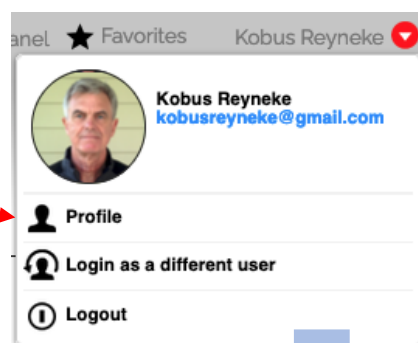 anel ★ Favorites Kobus Reyneke
Kobus Reyneke
kobusreyneke@gmail.com
Profile
Login as a different user
Logout